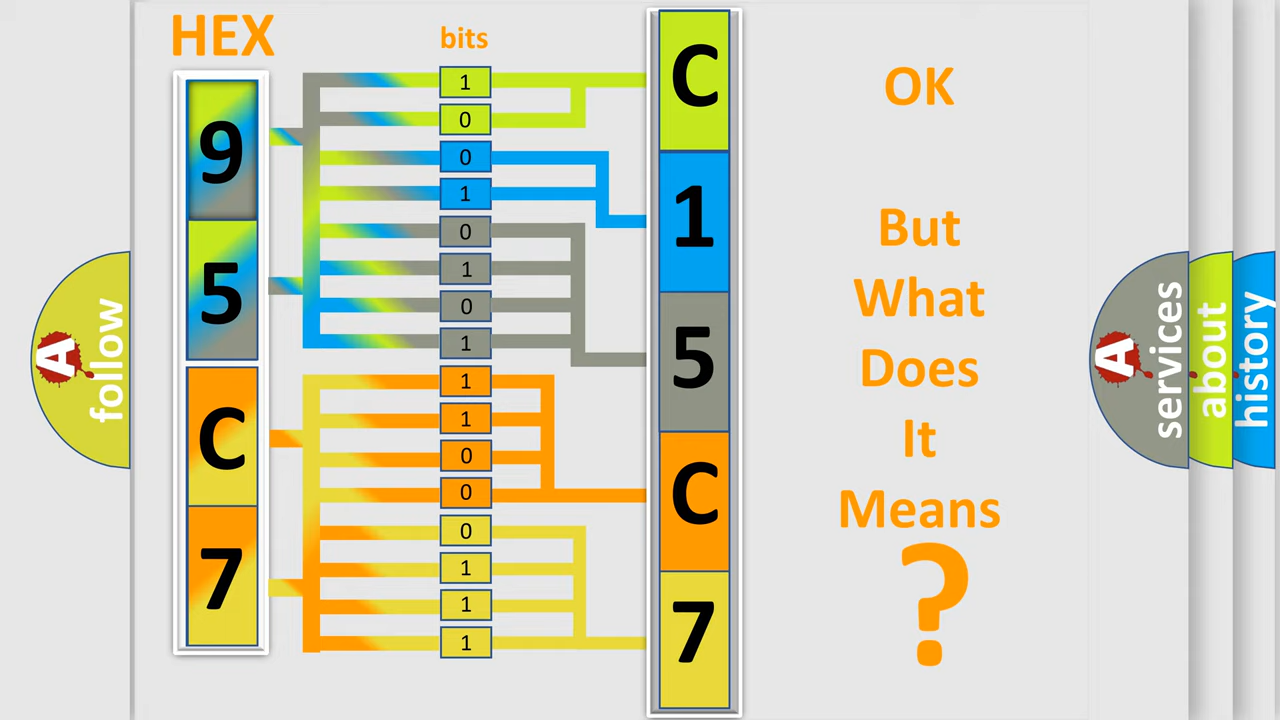 HEX
bits
9
5
C
7
1
0
0
1
0
1
0
1
1
1
0
0
0
1
1
1
C
1
5
C
7
OK
But
What
Does
It
Means
?
A
follow
A
services
about
history